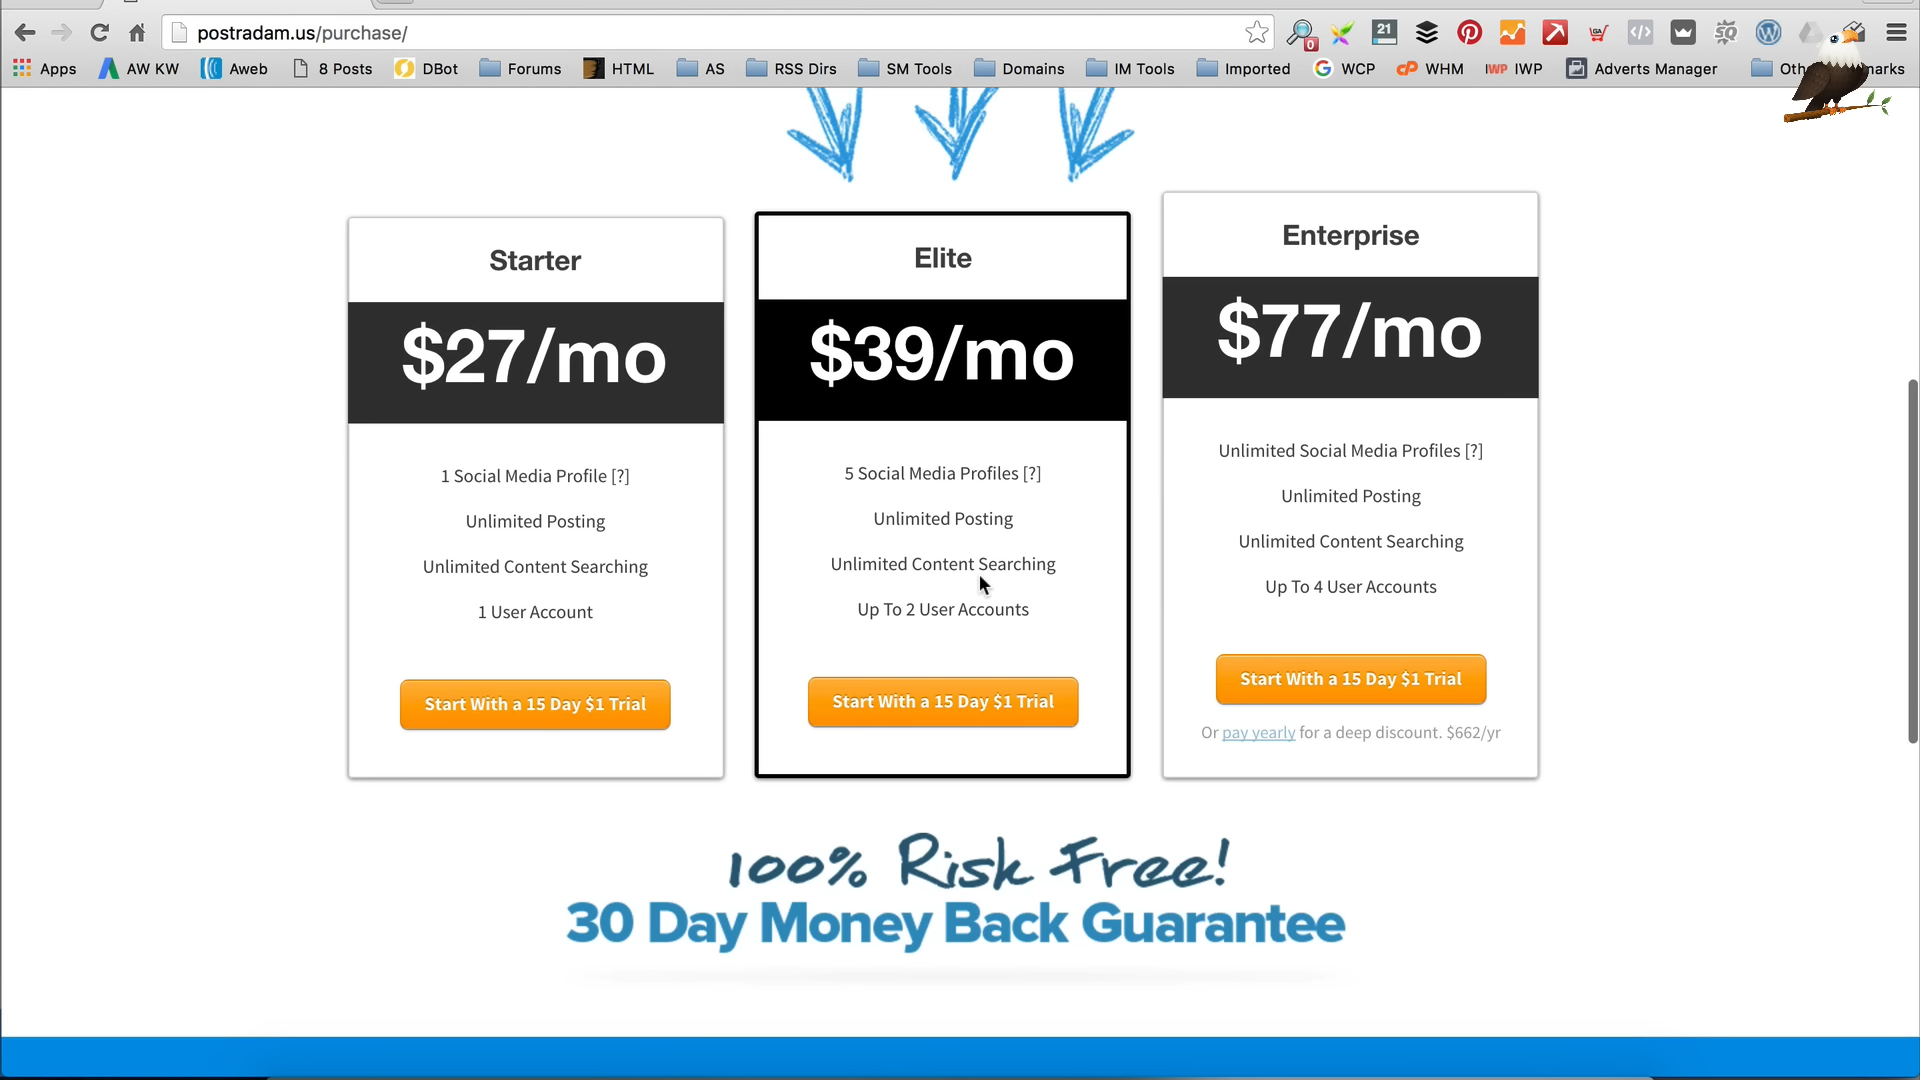 postradam.us/purchase/
0
21
SQ
Apps
AW KW
Aweb
8 Posts
DBot
Forums
HTML
AS
RSS Dirs
SM Tools
Domains
IM Tools
Imported
WCP
WHM
IWP
IWP
Adverts Manager
Starter
$27/mo
1 Social Media Profile [?]
Unlimited Posting
Unlimited Content Searching
1 User Account
Start With a 15 Day $1 Trial
Elite
$39/mo
5 Social Media Profiles [?]
Unlimited Posting
Unlimited Content Searching
Up To 2 User Accounts
Start With a 15 Day $1 Trial
Enterprise
$77/mo
Unlimited Social Media Profiles [?]
Unlimited Posting
Unlimited Content Searching
Up To 4 User Accounts
Start With a 15 Day $1 Trial
Or pay yearly for a deep discount. $662/yr
100% Risk Free!
30 Day Money Back Guarantee